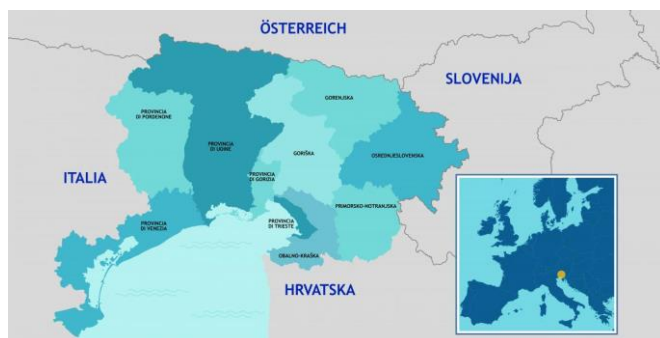 ÖSTERREICH
SLOVENIJA
GORENJSKA
PROVINCIA
DI PORDENONE
OSREDNJESLOVENSKA
PROVINCIA
DI UDINE
GORIŠKA
ITALIA
PROVINCIA
DI GORIZIA
PRIMORSKO-NOTRANJSKA
PROVINCIA
DI VENEZIA
PROVINCIA
DI TRIESTE
OBALNO-KRAŠKA
HRVATSKA